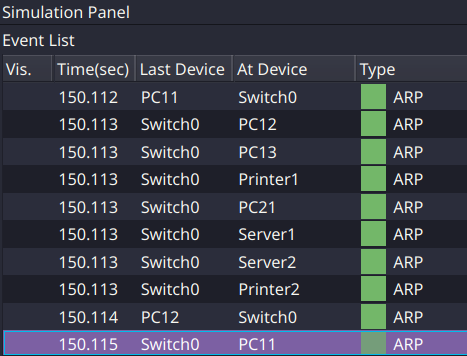 Simulation Panel
Event List
Vis. Time(sec) Last Device At Device Type
150.112 PC11 Switch0 ARP
150.113 Switch0 PC12 ARP
150.113 Switch0 PC13 ARP
150.113 Switch0 Printer1 ARP
150.113 Switch0 PC21 ARP
150.113 Switch0 Server1 ARP
150.113 Switch0 Server2 ARP
150.113 Switch0 Printer2 ARP
150.114 PC12 Switch0 ARP
150.115 Switch0 PC11 ARP